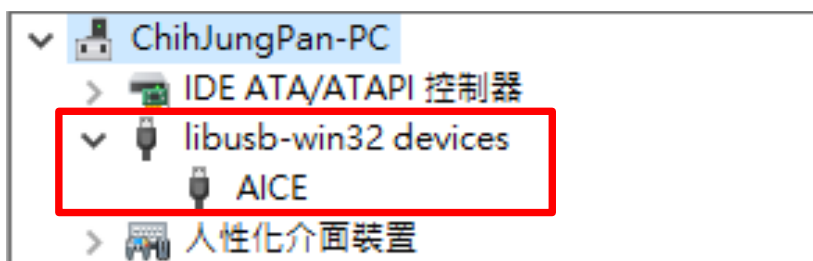 ChihJungPan-PC
IDE ATA/ATAPI 控制器
libusb-win32 devices
AICE
人性化介面裝置